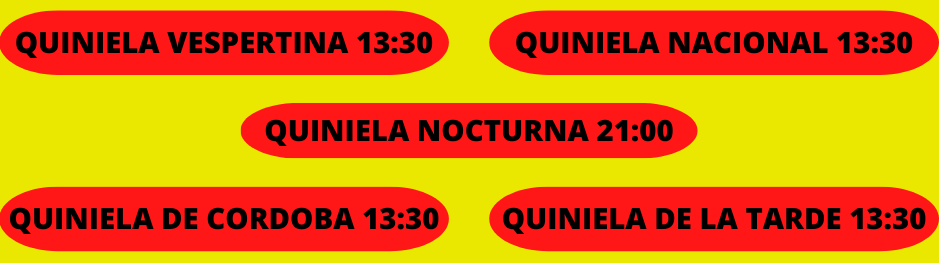 QUINIELA VESPERTINA 13:30
QUINIELA NACIONAL 13:30
QUINIELA NOCTURNA 21:00
QUINIELA DE CORDOBA 13:30
QUINIELA DE LA TARDE 13:30